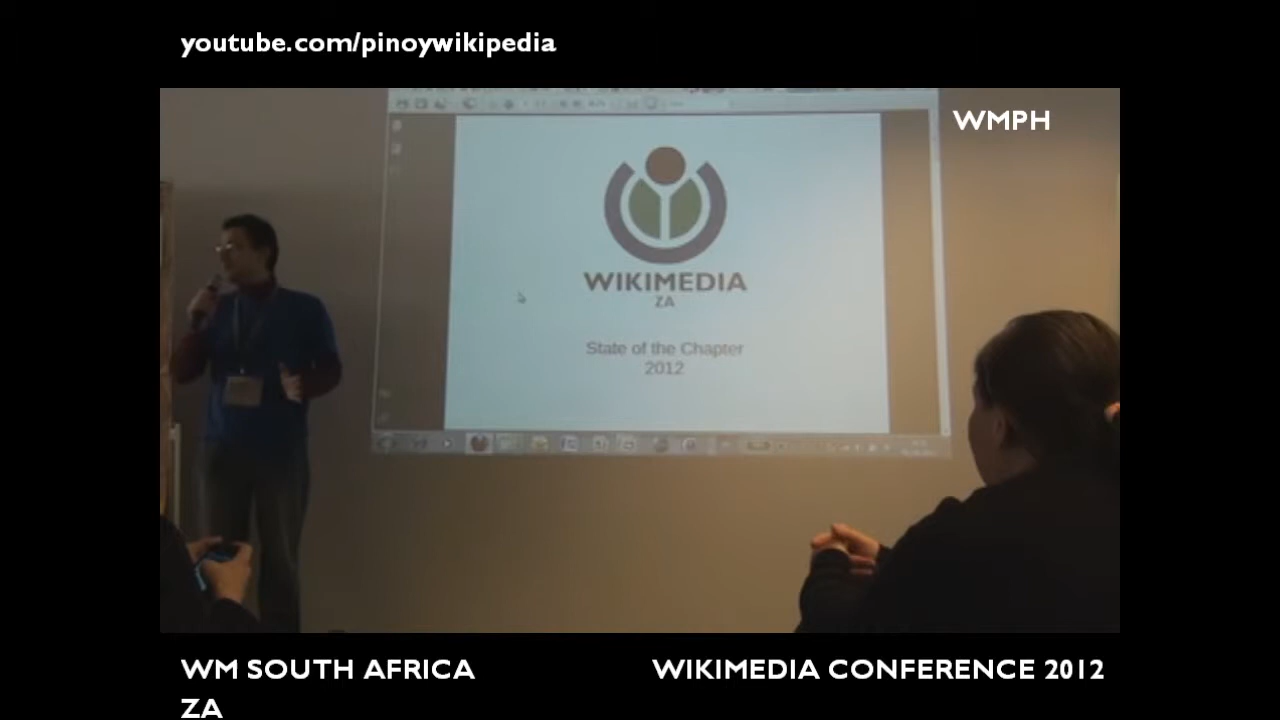 youtube.com/pinoywikipedia
WMPH
WIKIMEDIA
ZA
State of the Chapter
2012
WM SOUTH AFRICA
ZA
WIKIMEDIA CONFERENCE 2012